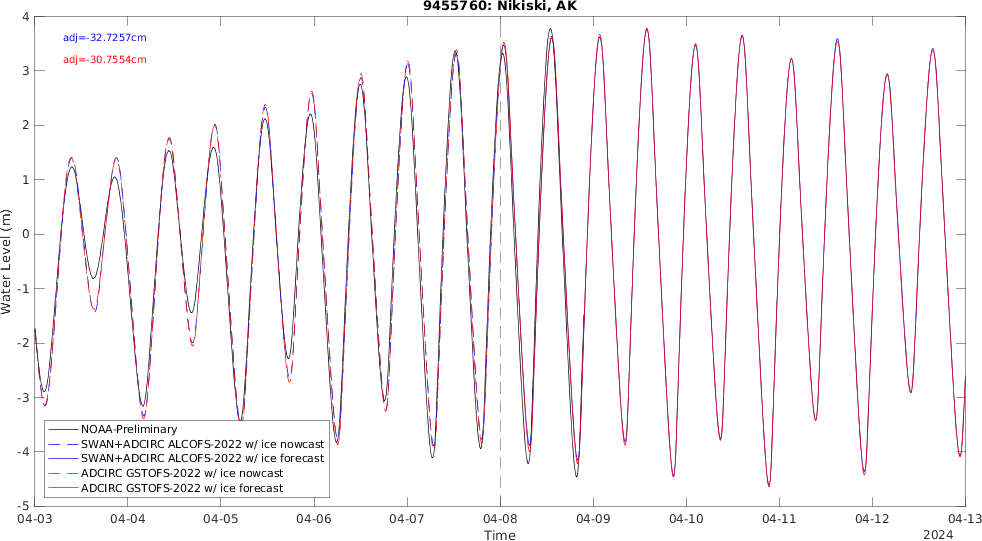 9455760: Nikiski, AK
adj=-32.7257cm
adj=-30.7554cm
4
3
2
1
0
-1
-2
-3
-4
-5
Water Level (m)
NOAA-Preliminary
SWAN+ADCIRC ALCOFS-2022 w/ ice nowcast
SWAN+ADCIRC ALCOFS-2022 w/ ice forecast
ADCIRC GSTOFS-2022 w/ ice nowcast
ADCIRC GSTOFS-2022 w/ ice forecast
04-03 04-04 04-05 04-06 04-07 04-08 04-09 04-10 04-11 04-12 04-13
Time
2024